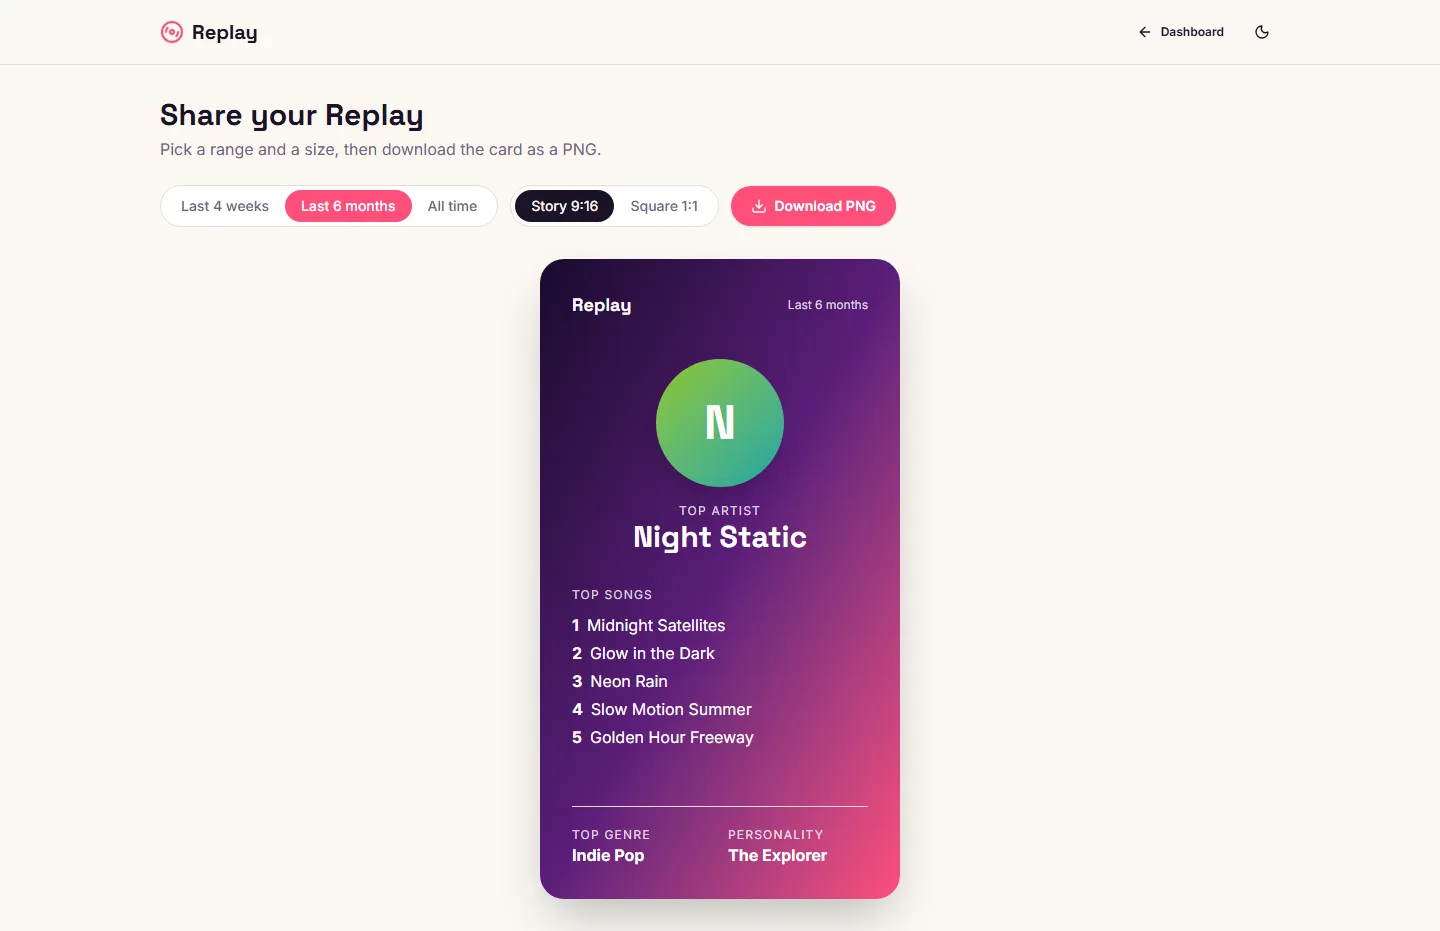 Replay
Dashboard
Share your Replay
Pick a range and a size, then download the card as a PNG.
Last 4 weeks
Last 6 months
All time
Story 9:16
Square 1:1
Download PNG
Replay
Last 6 months
N
TOP ARTIST
Night Static
TOP SONGS
1 Midnight Satellites
2 Glow in the Dark
3 Neon Rain
4 Slow Motion Summer
5 Golden Hour Freeway
TOP GENRE
Indie Pop
PERSONALITY
The Explorer